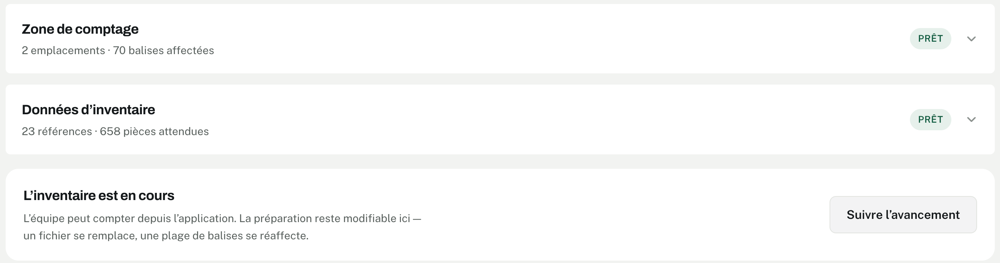 Zone de comptage
2 emplacements · 70 balises affectées
PRÊT
Données d’inventaire
23 références · 658 pièces attendues
PRÊT
L’inventaire est en cours
L’équipe peut compter depuis l’application. La préparation reste modifiable ici —
un fichier se remplace, une plage de balises se réaffecte.
Suivre l’avancement